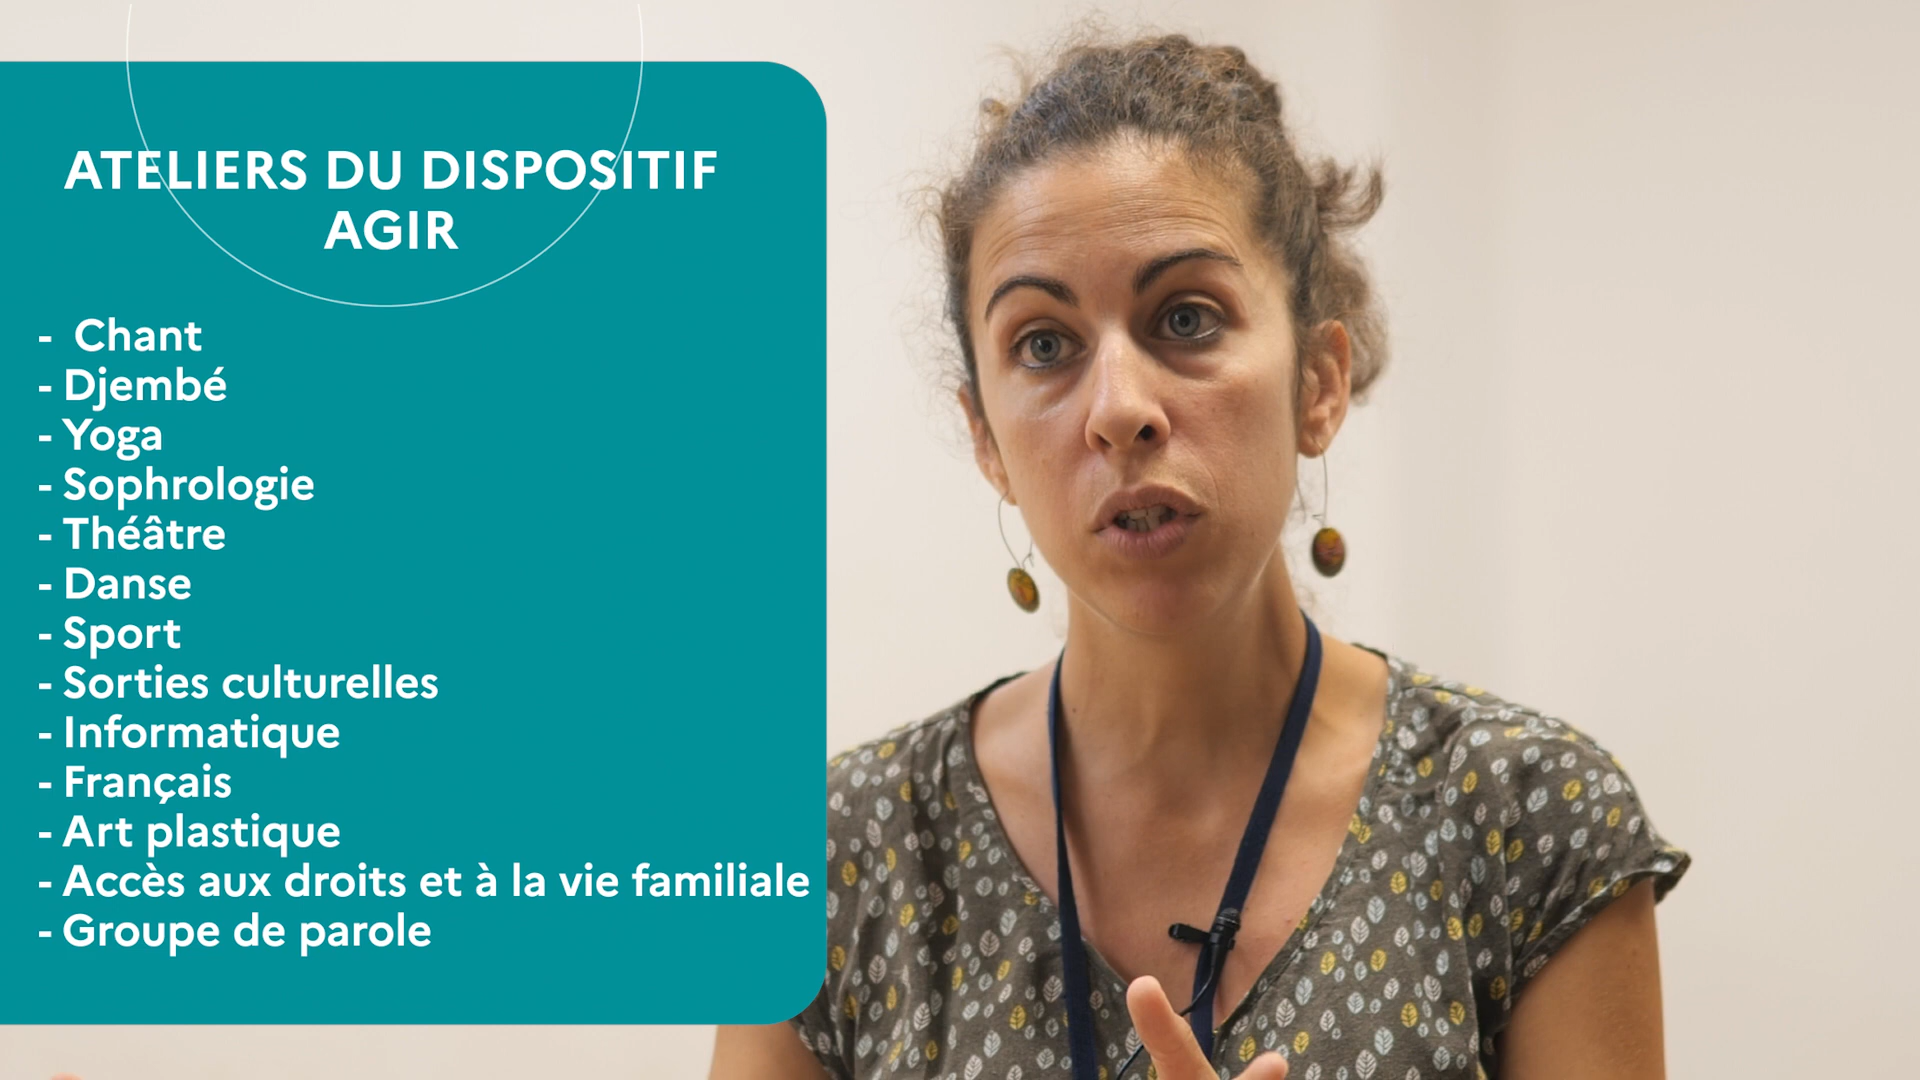 ATELIERS DU DISPOSITIF
AGIR
- Chant
- Djembé
- Yoga
- Sophrologie
- Théâtre
- Danse
- Sport
- Sorties culturelles
- Informatique
- Français
- Art plastique
- Accès aux droits et à la vie familiale
- Groupe de parole